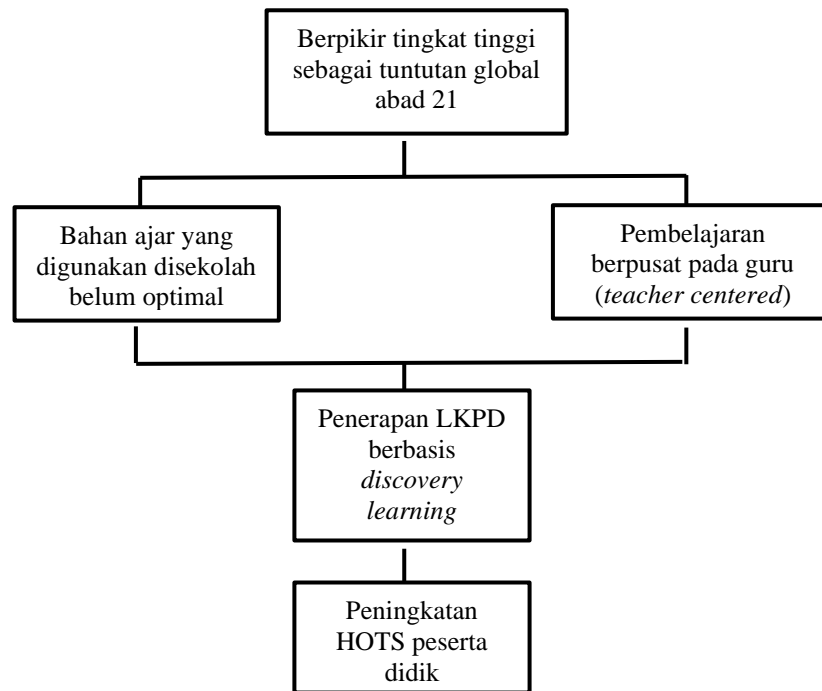 Berpikir tingkat tinggi
sebagai tuntutan global
abad 21
Bahan ajar yang
digunakan disekolah
belum optimal
Pembelajaran
berpusat pada guru
(teacher centered)
Penerapan LKPD
berbasis
discovery
learning
Peningkatan
HOTS peserta
didik